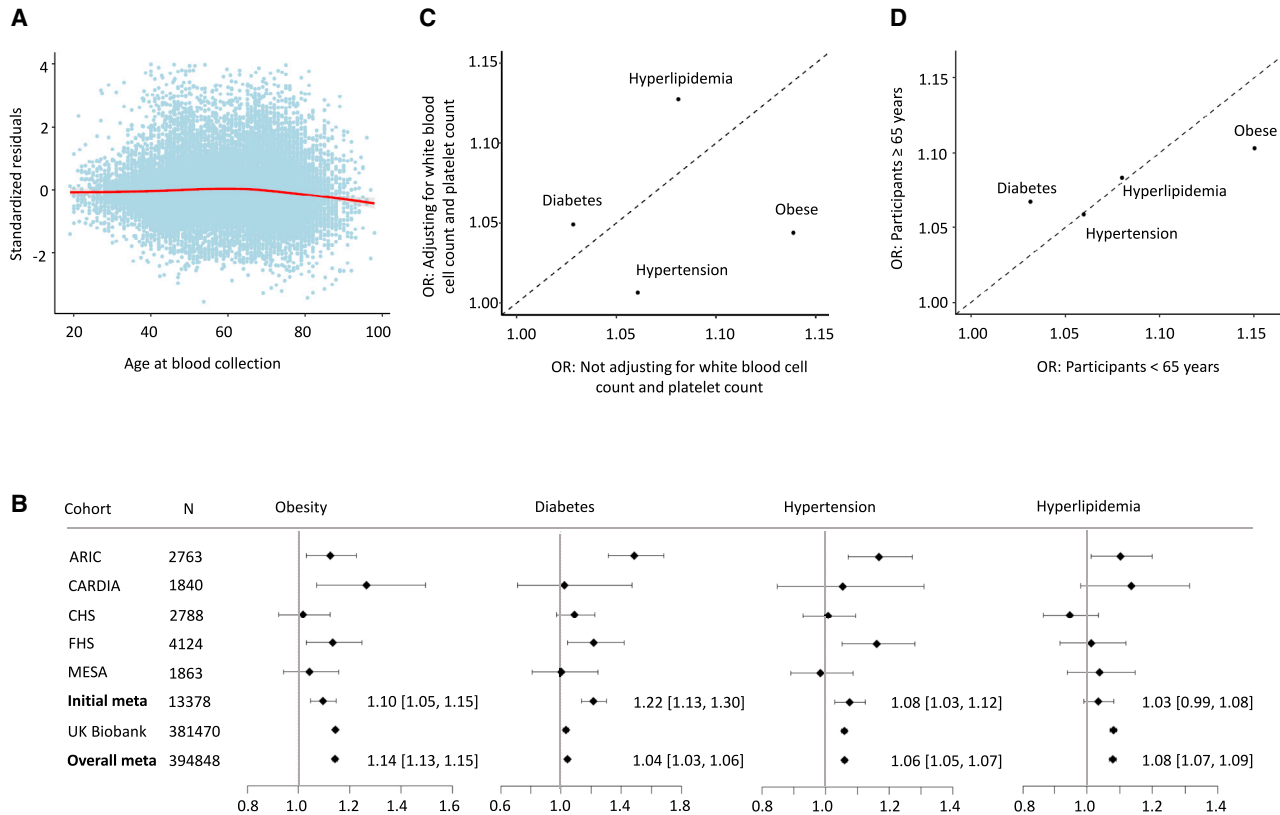 A
Standardized residuals
4
2
0
-2
20 40 60 80 100
Age at blood collection
C
OR: Adjusting for white blood
cell count and platelet count
1.15
1.10
1.05
1.00
Hyperlipidemia
Diabetes
Obese
Hypertension
1.00 1.05 1.10 1.15
OR: Not adjusting for white blood cell
count and platelet count
D
OR: Participants ≥ 65 years
1.15
1.10
1.05
1.00
Obese
Diabetes
Hyperlipidemia
Hypertension
1.00 1.05 1.10 1.15
OR: Participants < 65 years
B
Cohort N Obesity Diabetes Hypertension Hyperlipidemia
ARIC 2763
CARDIA 1840
CHS 2788
FHS 4124
MESA 1863
Initial meta 13378 1.10 [1.05, 1.15] 1.22 [1.13, 1.30] 1.08 [1.03, 1.12] 1.03 [0.99, 1.08]
UK Biobank 381470
Overall meta 394848 1.14 [1.13, 1.15] 1.04 [1.03, 1.06] 1.06 [1.05, 1.07] 1.08 [1.07, 1.09]
0.8 1.0 1.2 1.4 1.6 0.6 1.0 1.4 1.8 0.8 1.0 1.2 1.4 0.8 1.0 1.2 1.4